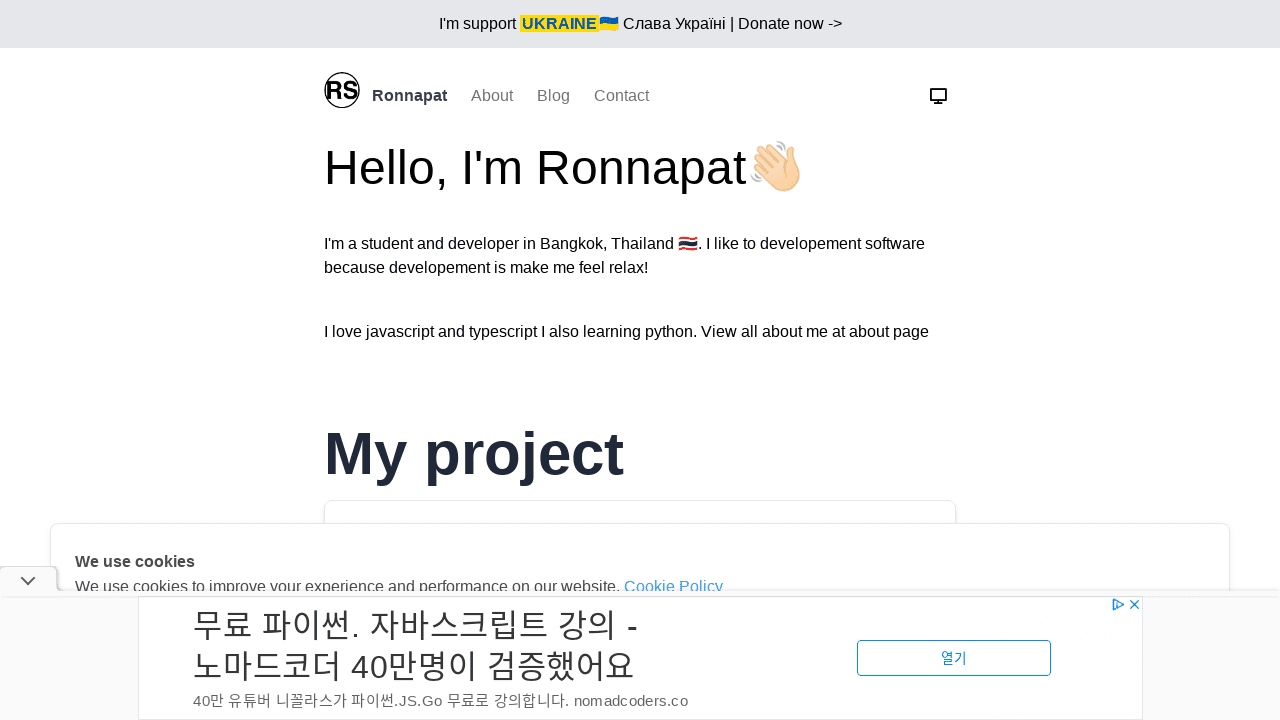 I'm support UKRAINE🇺🇦 Слава Україні | Donate now ->
RS Ronnapat About Blog Contact
Hello, I'm Ronnapat👋🏻
I'm a student and developer in Bangkok, Thailand 🇹🇭. I like to developement software
because developement is make me feel relax!
I love javascript and typescript I also learning python. View all about me at about page
My project
We use cookies
We use cookies to improve your experience and performance on our website. Cookie Policy
무료 파이썬. 자바스크립트 강의 -
노마드코더 40만명이 검증했어요
40만 유튜버 니꼴라스가 파이썬.JS.Go 무료로 강의합니다. nomadcoders.co
열기